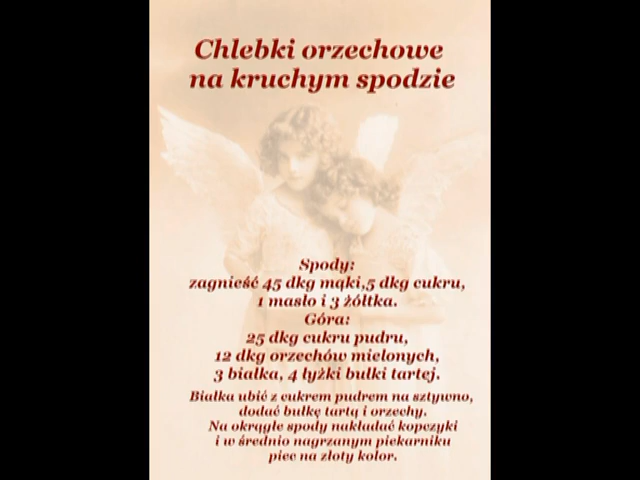 Chlebki orzechowe
na kruchym spodzie
Spody:
zagnieść 45 dkg mąki,5 dkg cukru,
1 masło i 3 żółtka.
Góra:
25 dkg cukru pudru,
12 dkg orzechów mielonych,
3 białka, 4 łyżki bułki tartej.
Białka ubić z cukrem pudrem na sztywno,
dodać bułkę tartą i orzechy.
Na okrągłe spody nakładać kopczyki
i w średnio nagrzanym piekarniku
piec na złoty kolor.